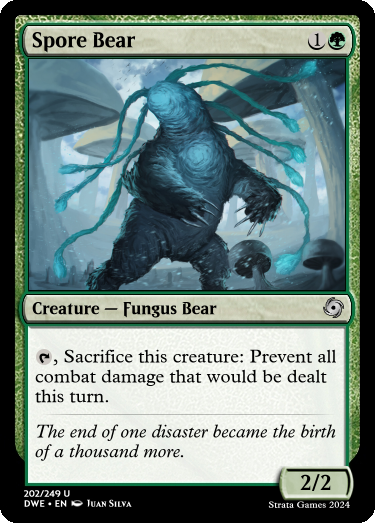 Spore Bear 1
Creature — Fungus Bear
, Sacrifice this creature: Prevent all
combat damage that would be dealt
this turn.
The end of one disaster became the birth
of a thousand more.
2/2
202/249 U
DWE • EN Juan Silva
Strata Games 2024